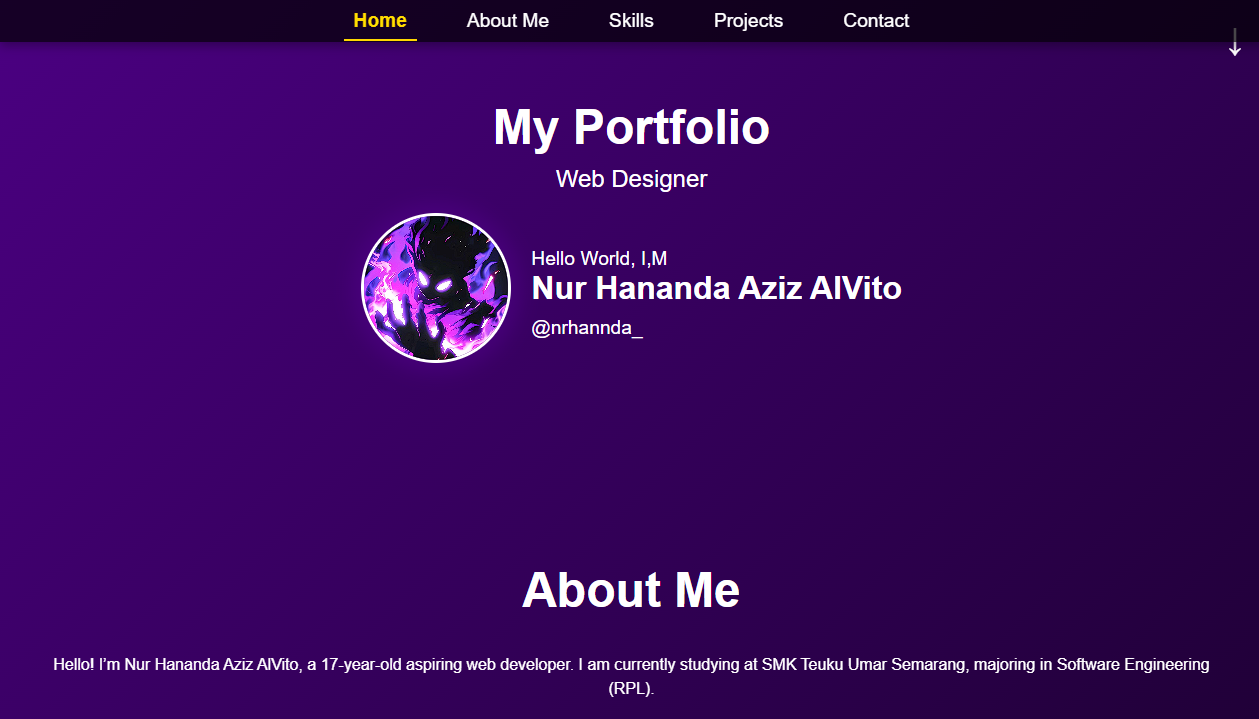 Home About Me Skills Projects Contact
↓
My Portfolio
Web Designer
Hello World, I,M
Nur Hananda Aziz AlVito
@nrhannda_
About Me
Hello! I’m Nur Hananda Aziz AlVito, a 17-year-old aspiring web developer. I am currently studying at SMK Teuku Umar Semarang, majoring in Software Engineering
(RPL).